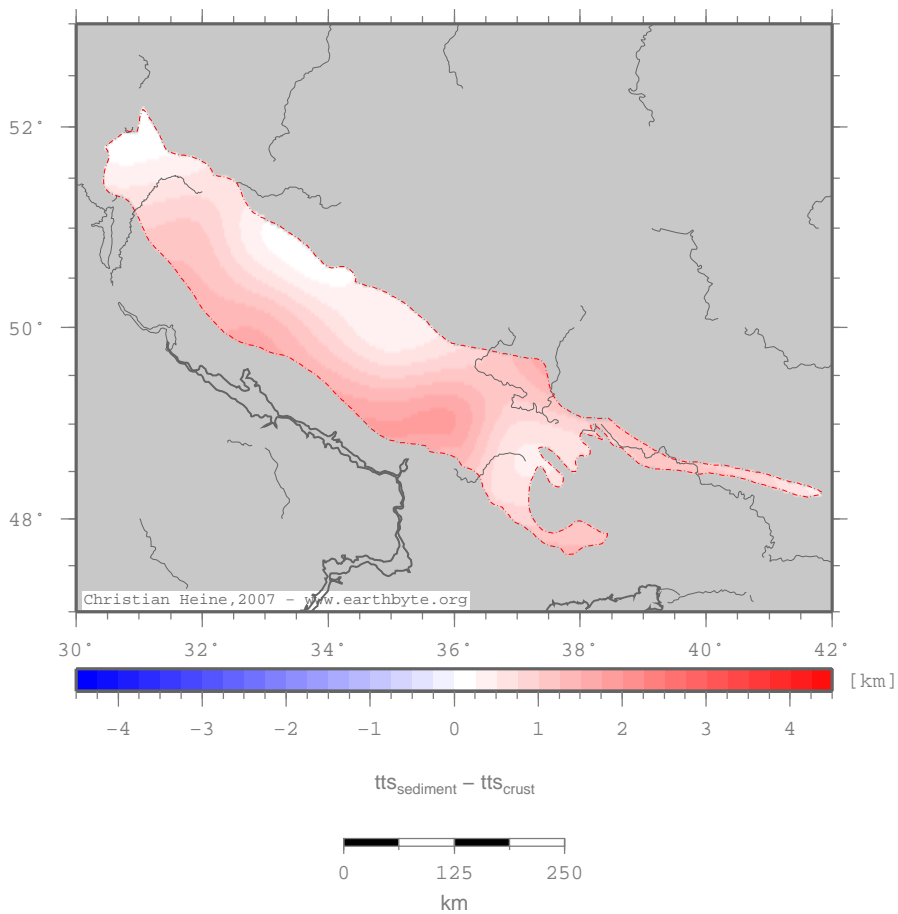 52°
50°
48°
Christian Heine,2007 - www.earthbyte.org
30° 32° 34° 36° 38° 40° 42°
[km]
−4 −3 −2 −1 0 1 2 3 4
ttssediment − ttscrust
0 125 250
km